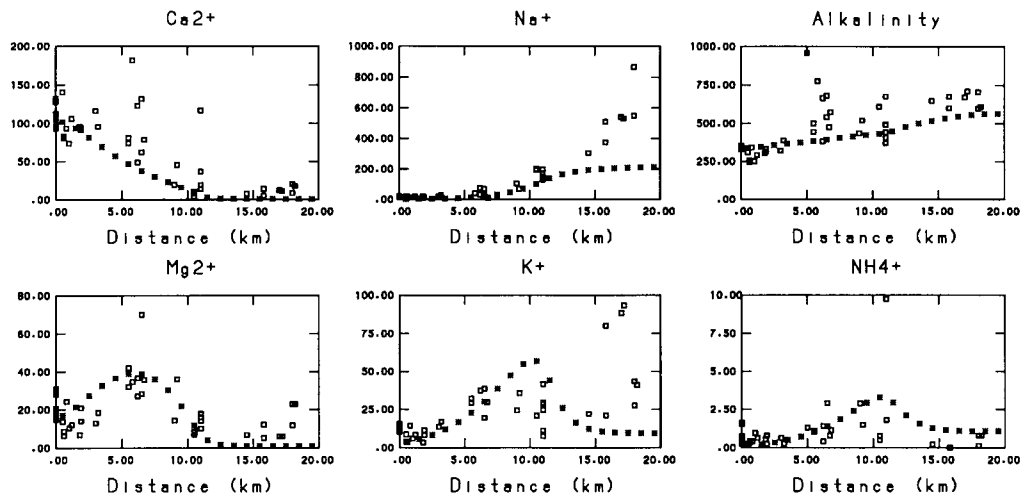 Ca2+ Na+ Alkalinity
200.00 1000.00 1000.00
150.00 800.00 750.00
100.00 600.00 500.00
50.00 400.00 250.00
.00 200.00 .00
.00
.00 5.00 10.00 15.00 20.00 .00 5.00 10.00 15.00 20.00 .00 5.00 10.00 15.00 20.00
Distance (km) Distance (km) Distance (km)
Mg2+ K+ NH4+
80.00 100.00 10.00
60.00 75.00 7.50
40.00 50.00 5.00
20.00 25.00 2.50
.00 .00 .00
.00 5.00 10.00 15.00 20.00 .00 5.00 10.00 15.00 20.00 .00 5.00 10.00 15.00 20.00
Distance (km) Distance (km) Distance (km)